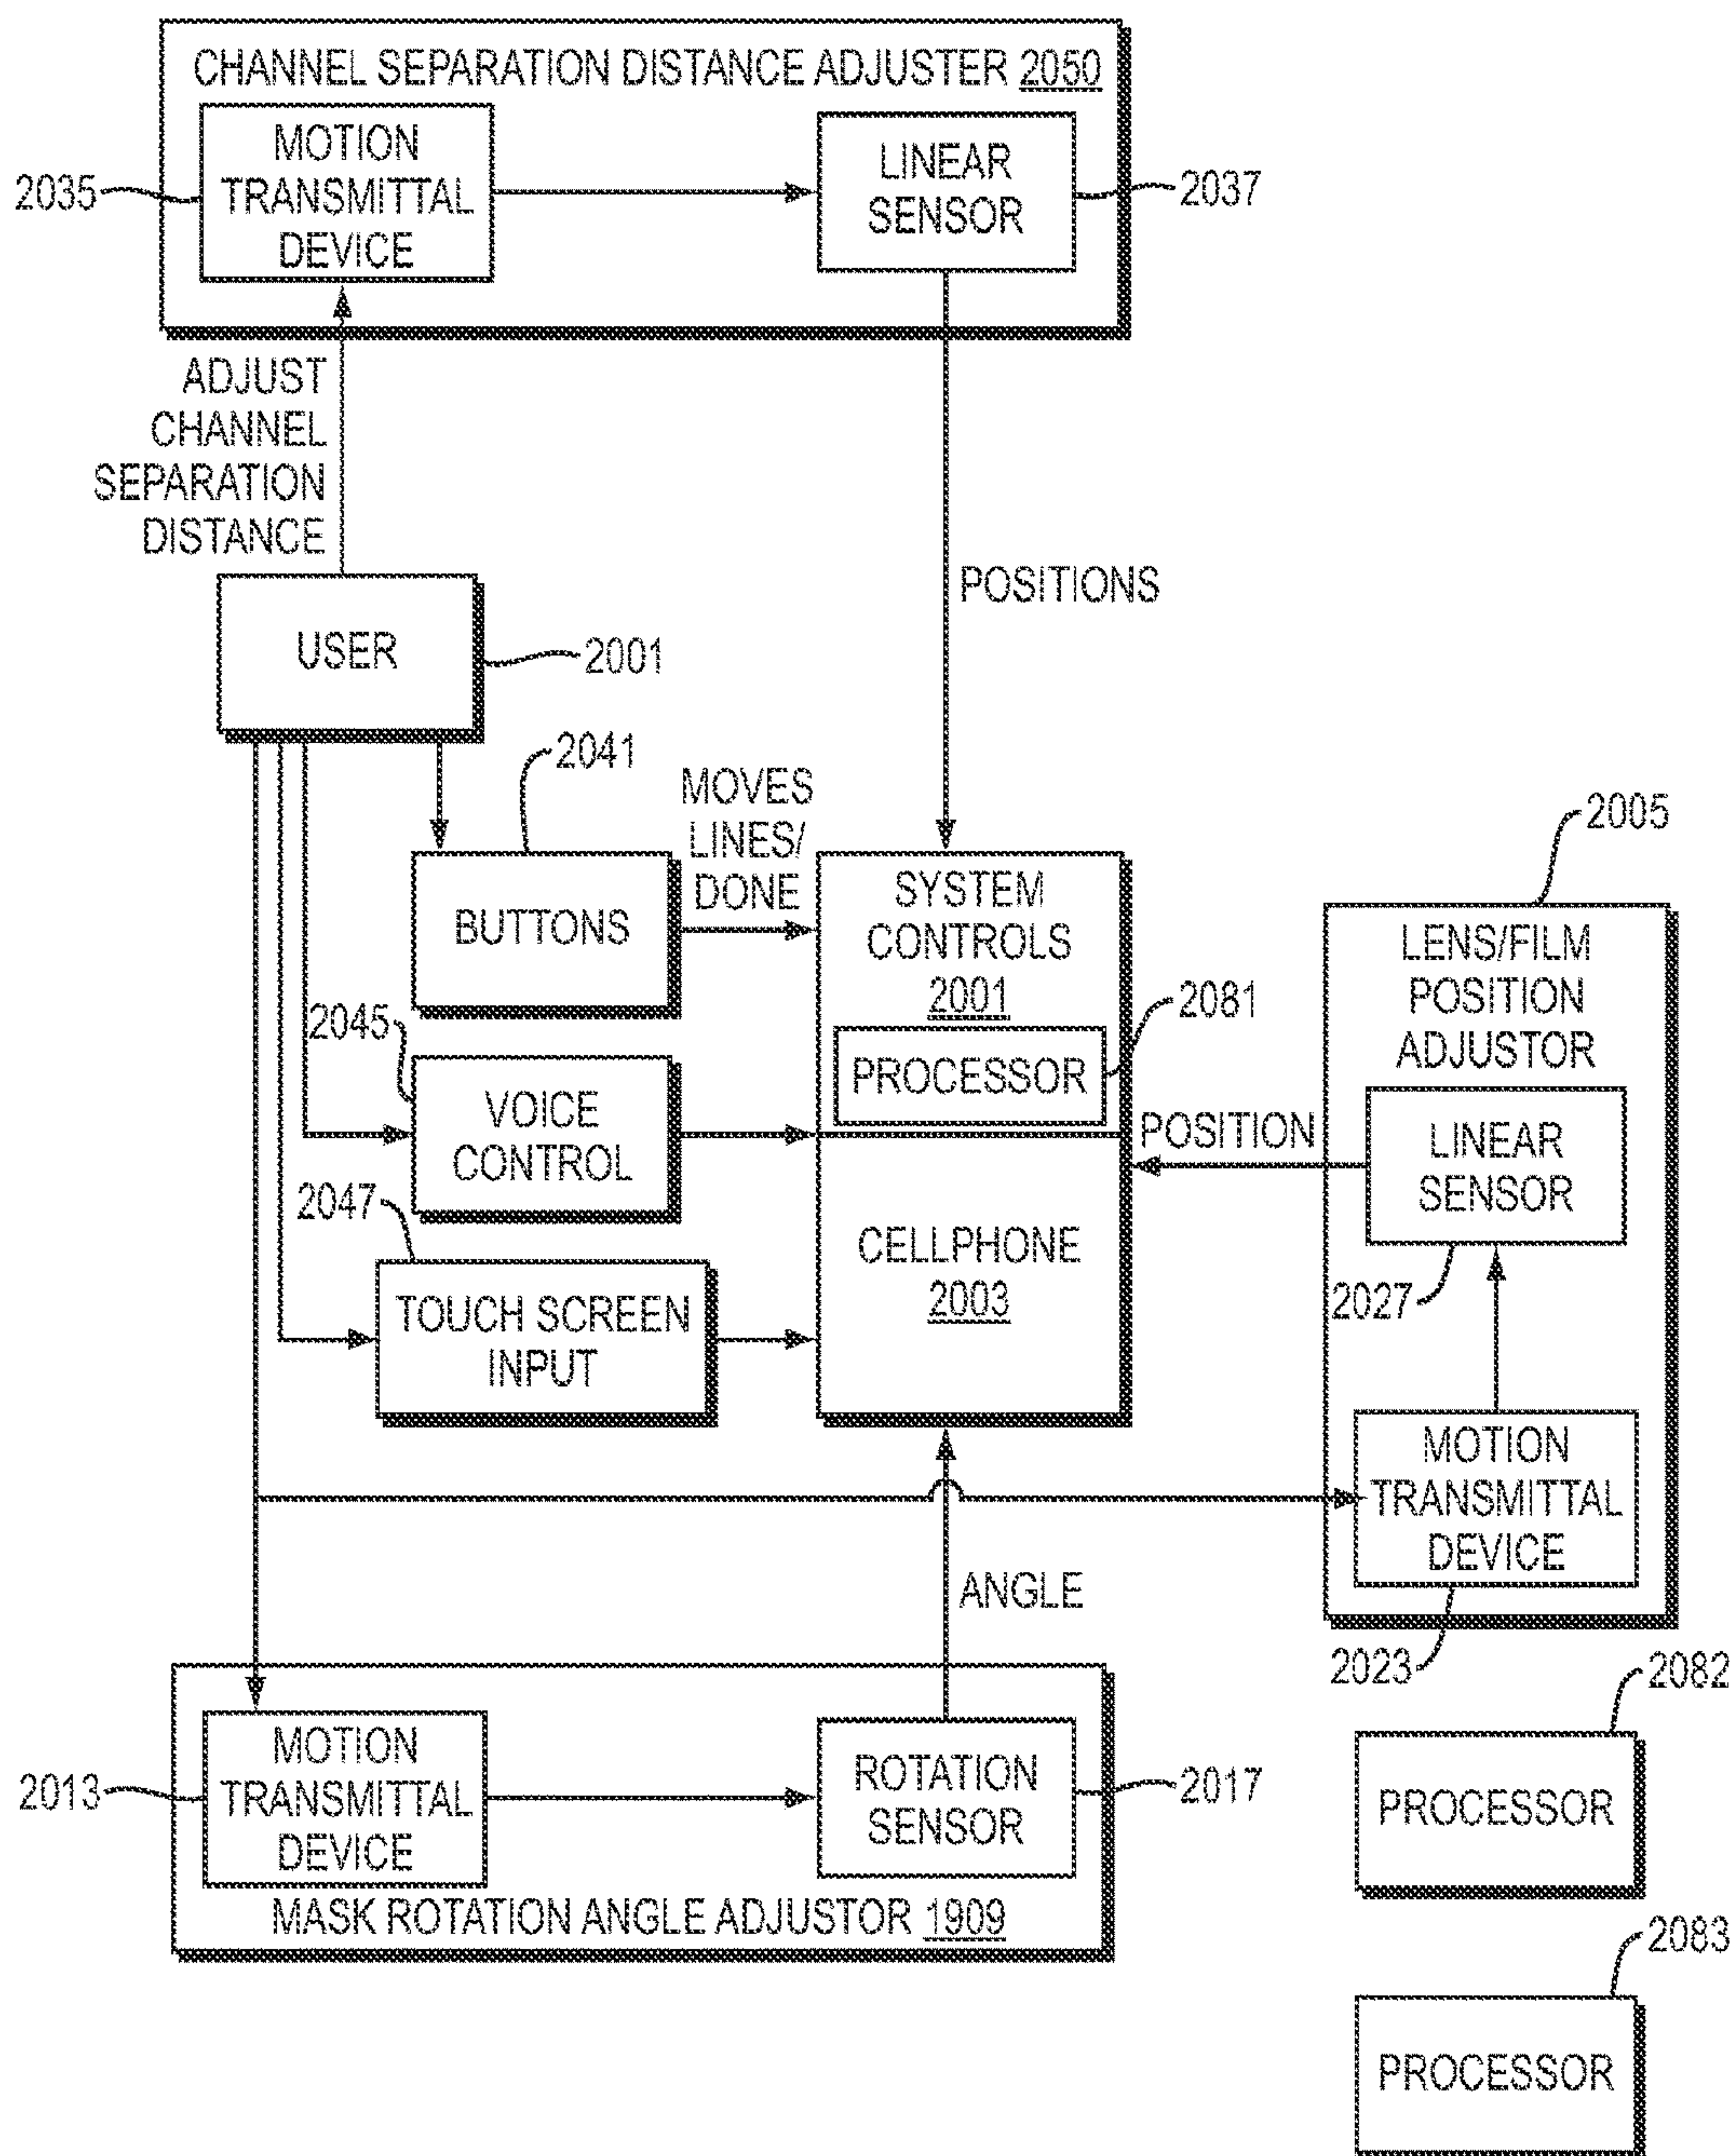 CHANNEL SEPARATION DISTANCE ADJUSTER 2050
MOTION
TRANSMITTAL
DEVICE
2035
LINEAR
SENSOR
2037
ADJUST
CHANNEL
SEPARATION
DISTANCE
POSITIONS
USER
2001
2041
BUTTONS
MOVES
LINES/
DONE
SYSTEM
CONTROLS
2001
PROCESSOR
2081
2045
VOICE
CONTROL
2047
TOUCH SCREEN
INPUT
CELLPHONE
2003
POSITION
2005
LENS/FILM
POSITION
ADJUSTOR
LINEAR
SENSOR
2027
MOTION
TRANSMITTAL
DEVICE
2023
ANGLE
2013
MOTION
TRANSMITTAL
DEVICE
ROTATION
SENSOR
2017
MASK ROTATION ANGLE ADJUSTOR 1909
2082
PROCESSOR
2083
PROCESSOR